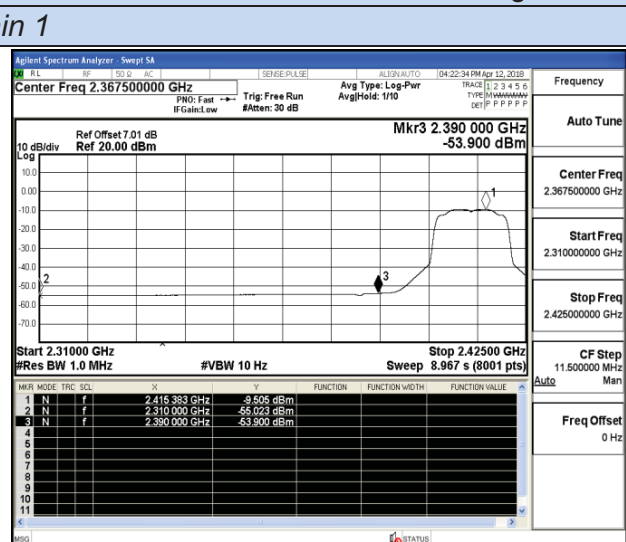 in 1
Agilent Spectrum Analyzer - Swept SA
RL RF 50 Ω AC SENSE:PULSE ALIGN AUTO 04:22:34 PM Apr 12, 2018
Center Freq 2.367500000 GHz
PNO: Fast
IFGain:Low
Trig: Free Run
#Atten: 30 dB
Avg Type: Log-Pwr
Avg|Hold: 1/10
TRACE 1 2 3 4 5 6
TYPE M WWWWW
DET P P P P P P
Ref Offset 7.01 dB
10 dB/div Ref 20.00 dBm
Log
Mkr3 2.390 000 GHz
-53.900 dBm
10.0
0.00
-10.0
-20.0
-30.0
-40.0
-50.0
-60.0
-70.0
1
2
3
Start 2.31000 GHz Stop 2.42500 GHz
#Res BW 1.0 MHz #VBW 10 Hz Sweep 8.967 s (8001 pts)
MKR MODE TRC SCL X Y FUNCTION FUNCTION WIDTH FUNCTION VALUE
1 N f 2.415 383 GHz -9.505 dBm
2 N f 2.310 000 GHz -55.023 dBm
3 N f 2.390 000 GHz -53.900 dBm
4
5
6
7
8
9
10
11
MSG STATUS
Frequency
Auto Tune
Center Freq
2.367500000 GHz
Start Freq
2.310000000 GHz
Stop Freq
2.425000000 GHz
CF Step
11.500000 MHz
Auto Man
Freq Offset
0 Hz